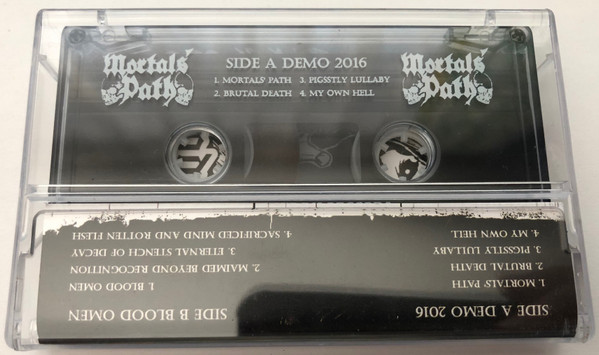 Mortals'
Path
SIDE A DEMO 2016
1. MORTALS' PATH 3. PIGSSTLY LULLABY
2. BRUTAL DEATH 4. MY OWN HELL
Mortals'
Path
SIDE A DEMO 2016
1. MORTALS' PATH
2. BRUTAL DEATH
3. PIGSSTLY LULLABY
4. MY OWN HELL
SIDE B BLOOD OMEN
1. BLOOD OMEN
2. MAIMED BEYOND RECOGNITION
3. ETERNAL STENCH OF DECAY
4. SACRIFICED MIND AND ROTTEN FLESH